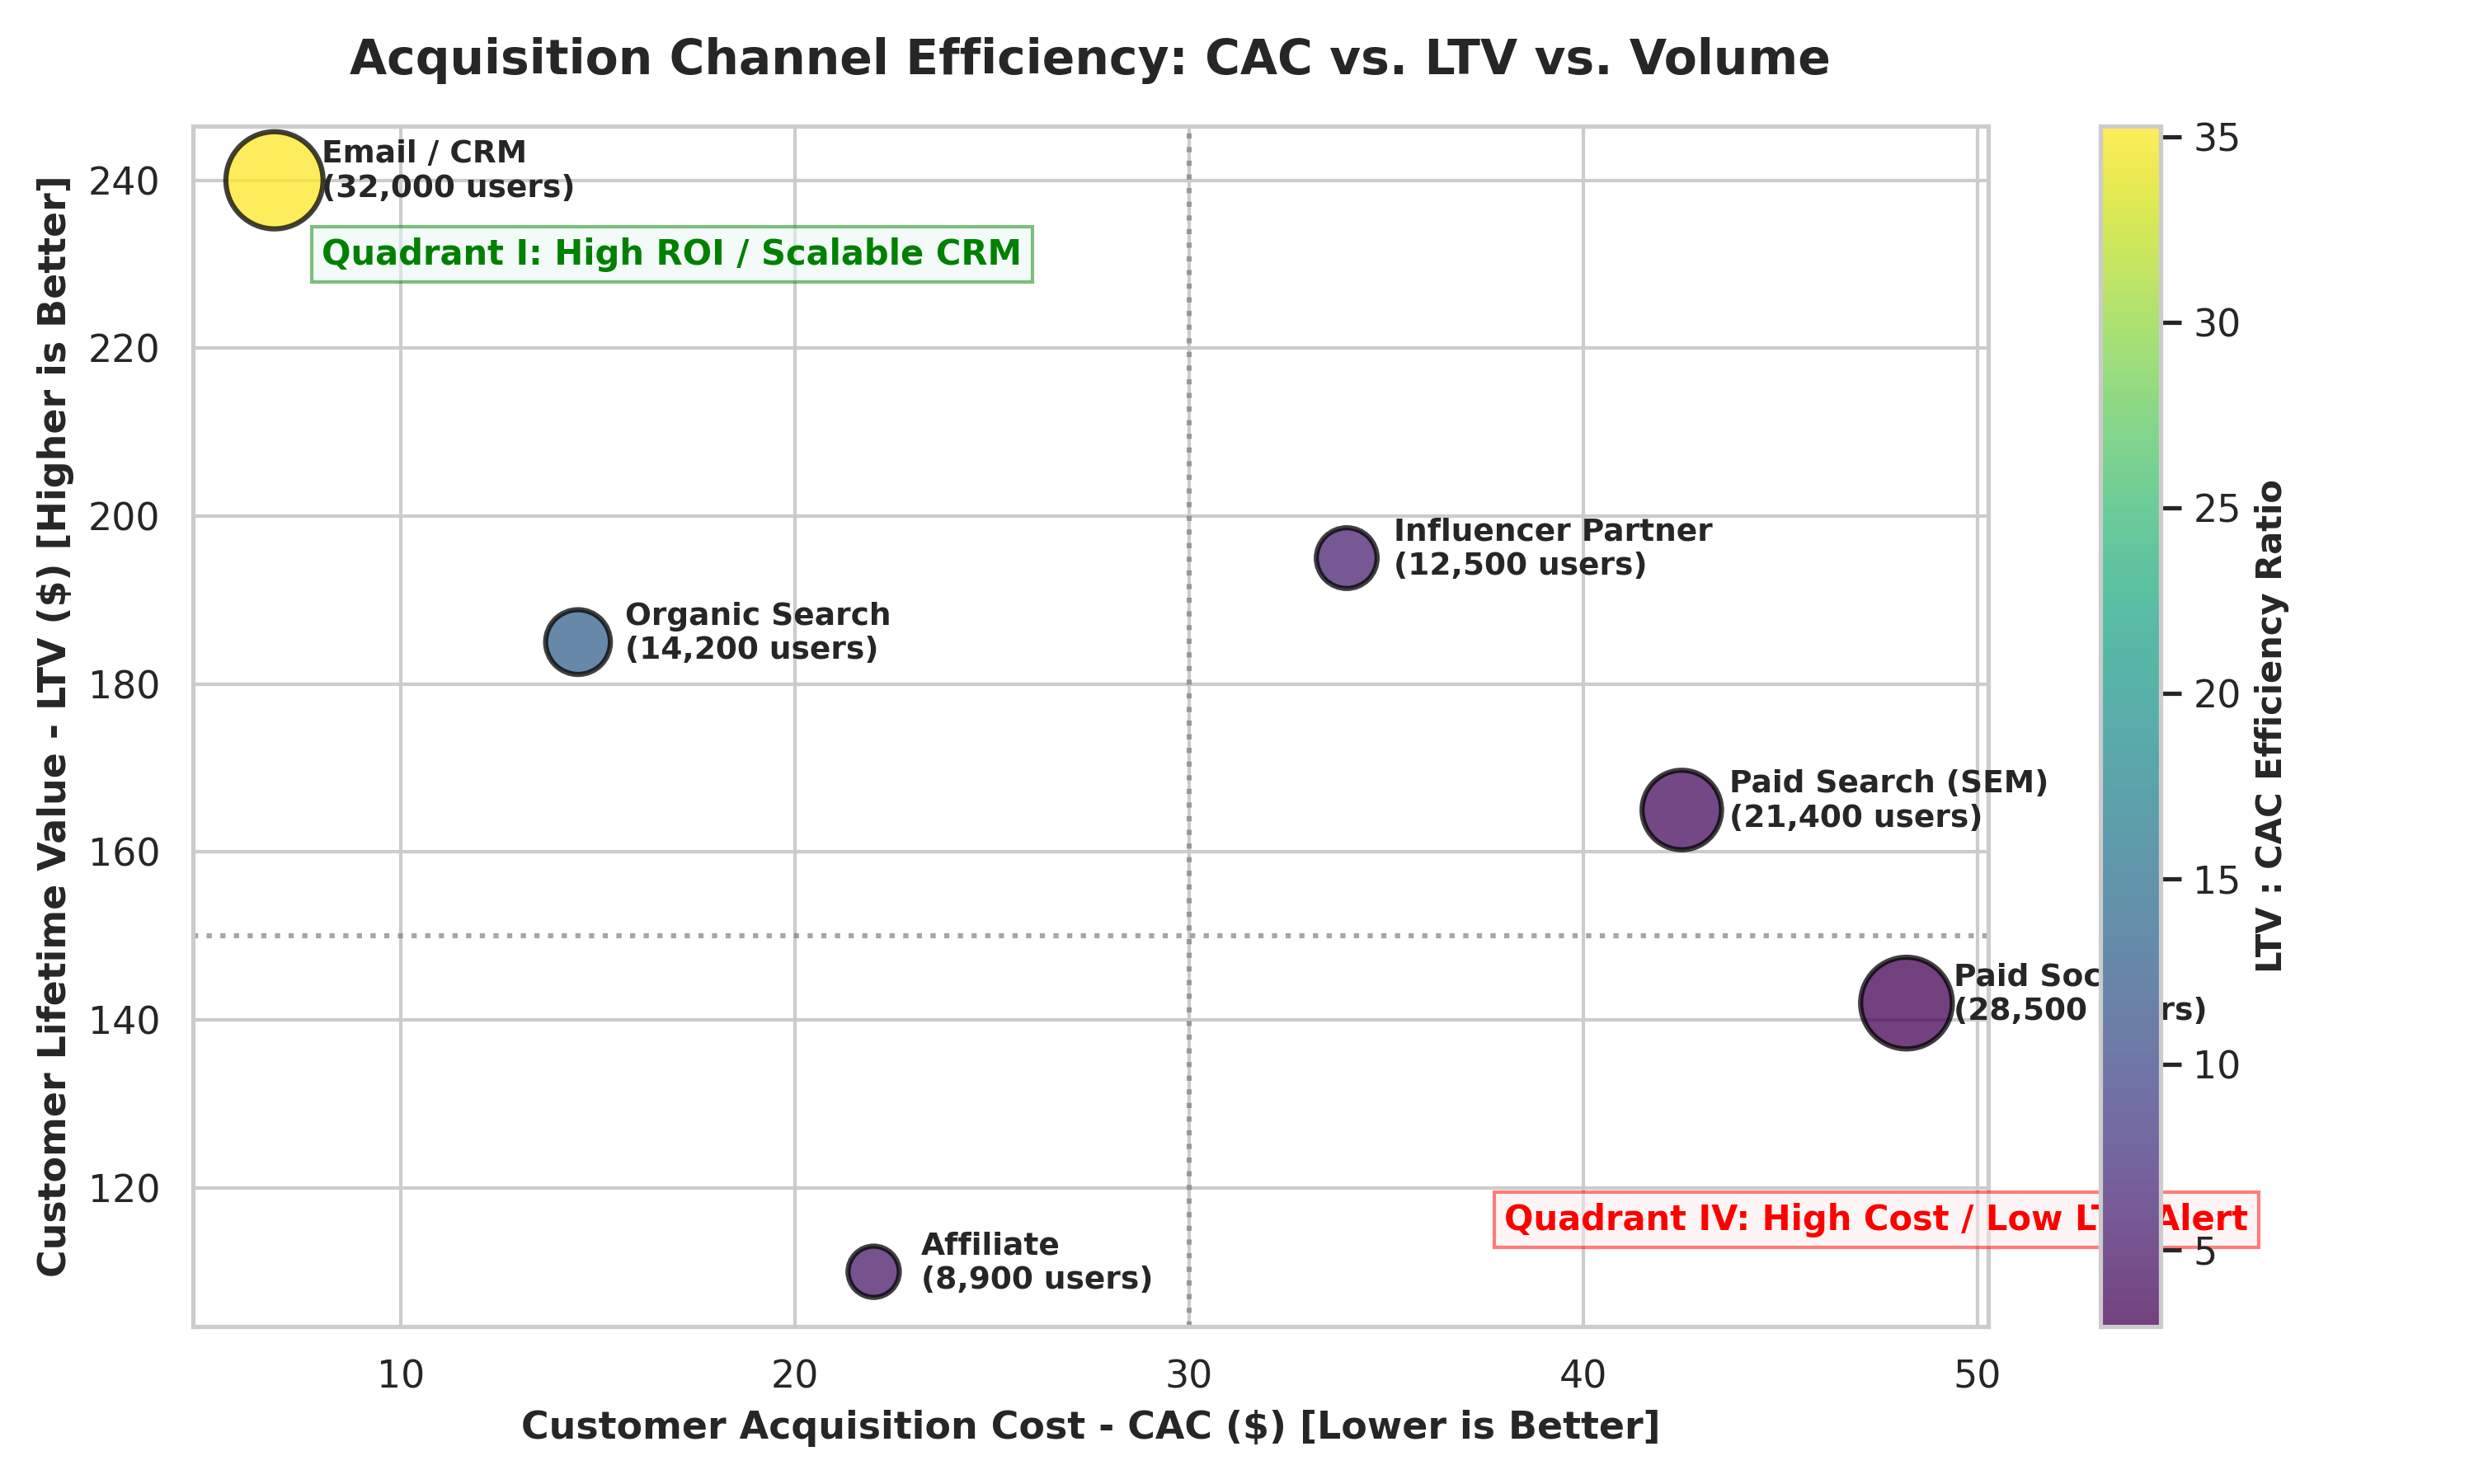 Acquisition Channel Efficiency: CAC vs. LTV vs. Volume
Customer Lifetime Value - LTV ($) [Higher is Better]
240
220
200
180
160
140
120
Email / CRM
(32,000 users)
Quadrant I: High ROI / Scalable CRM
Influencer Partner
(12,500 users)
Organic Search
(14,200 users)
Paid Search (SEM)
(21,400 users)
Paid Soc
(28,500 rs)
Quadrant IV: High Cost / Low LT Alert
Affiliate
(8,900 users)
10
20
30
40
50
Customer Acquisition Cost - CAC ($) [Lower is Better]
35
30
25
20
15
10
5
LTV : CAC Efficiency Ratio